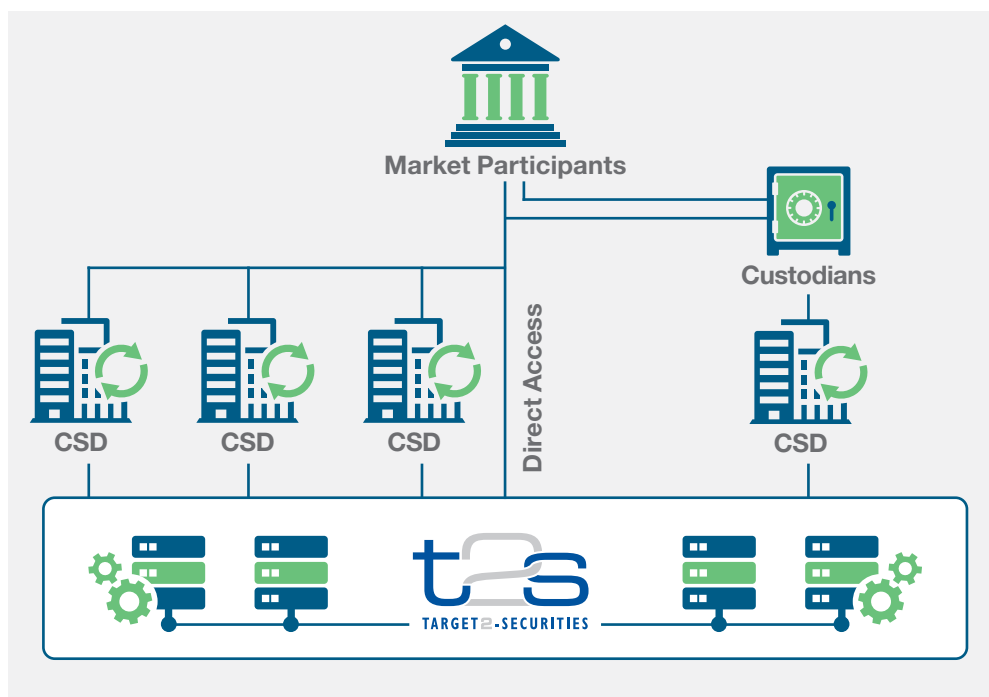 Market Participants
Custodians
Direct Access
CSD
CSD
CSD
CSD
t2s
TARGET2-SECURITIES